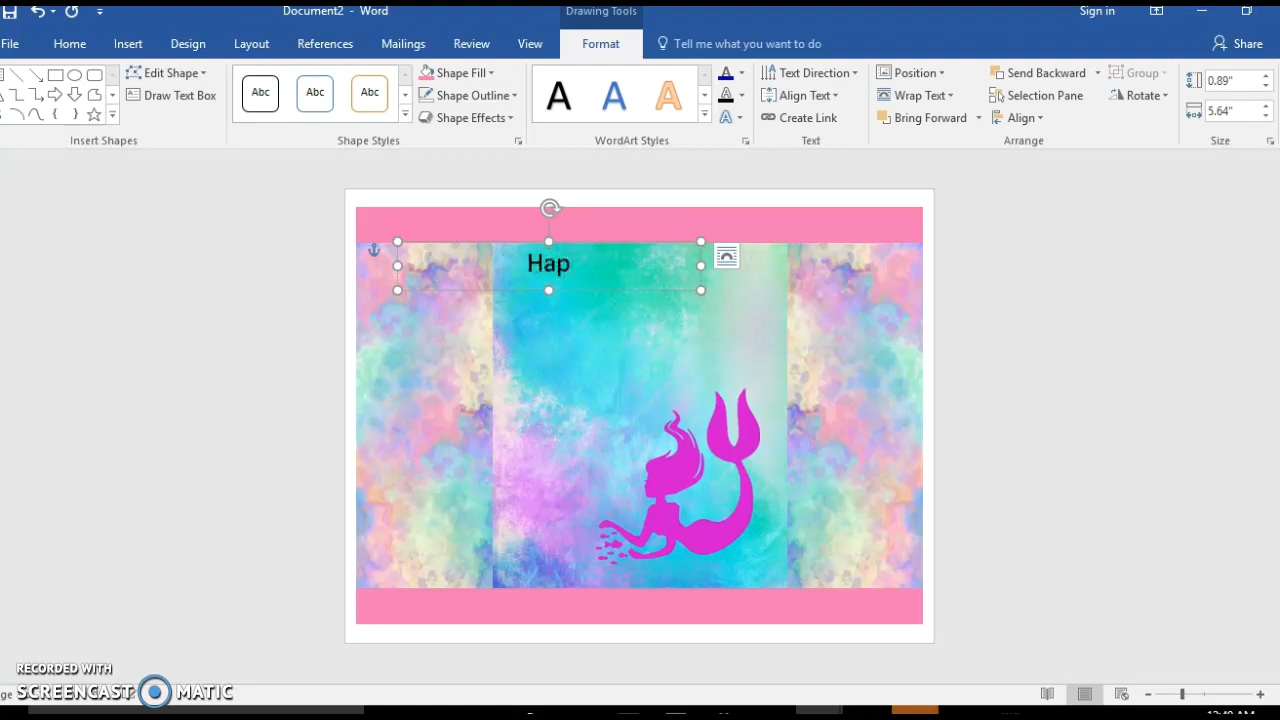 Document2 - Word
Drawing Tools
Sign in
File Home Insert Design Layout References Mailings Review View Format Tell me what you want to do Share
Edit Shape
Draw Text Box
Insert Shapes
Abc Abc Abc
Shape Fill
Shape Outline
Shape Effects
Shape Styles
A A A
A
A
A
WordArt Styles
Text Direction
Align Text
Create Link
Text
Position
Wrap Text
Bring Forward
Send Backward
Selection Pane
Align
Group
Rotate
Arrange
0.89"
5.64"
Size
Hap
RECORDED WITH
SCREENCAST MATIC